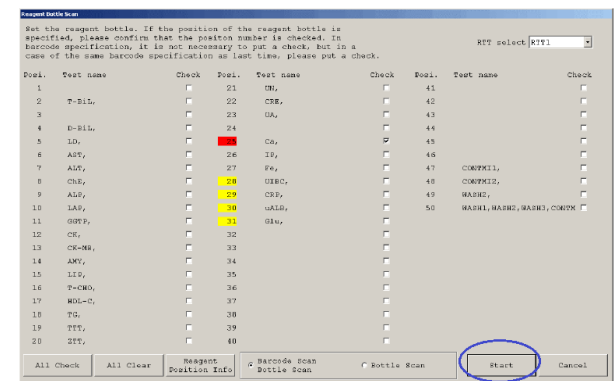 Reagent Bottle Scan
Set the reagent bottle. If the position of the reagent bottle is
specified, please confirm that the positon number is checked. In
barcode specification, it is not necessary to put a check, but in a
case of the same barcode specification as last time, please put a check.
RTT select RTT1
Posi. Test name Check Posi. Test name Check Posi. Test name Check
1 21 UN, 41
2 T-BiL, 22 CRE, 42
3 23 UA, 43
4 D-BiL, 24 44
5 LD, 25 Ca, 45
6 AST, 26 IP, 46
7 ALT, 27 Fe, 47 CONTMI1,
8 ChE, 28 UIBC, 48 CONTMI2,
9 ALP, 29 CRP, 49 WASH2,
10 LAP, 30 uALB, 50 WASH1,WASH2,WASH3,CONTM
11 GGTP, 31 Glu,
12 CK, 32
13 CK-MB, 33
14 AMY, 34
15 LIP, 35
16 T-CHO, 36
17 HDL-C, 37
18 TG, 38
19 TTT, 39
20 ZTT, 40
All Check All Clear Reagent Position Info Barcode Scan Bottle Scan Bottle Scan Start Cancel